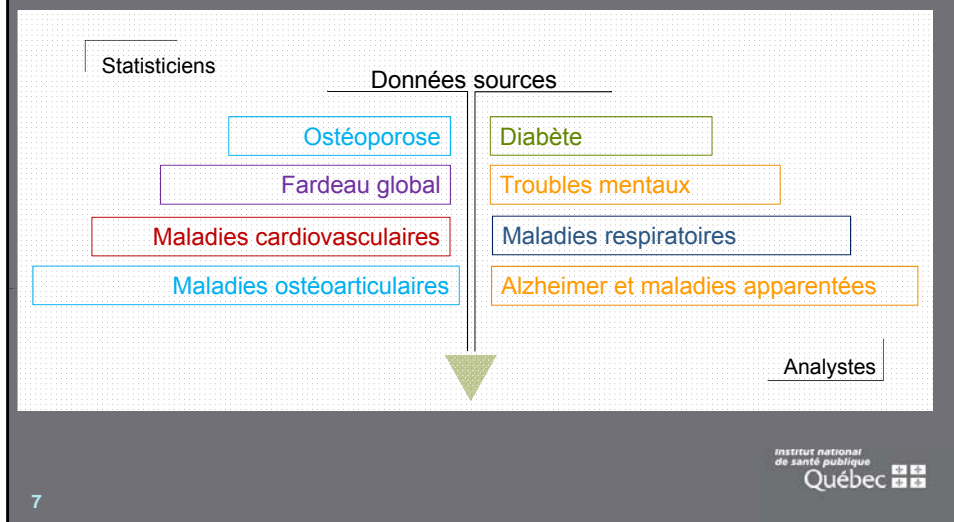 Statisticiens
Données sources
Ostéoporose
Diabète
Fardeau global
Troubles mentaux
Maladies cardiovasculaires
Maladies respiratoires
Maladies ostéoarticulaires
Alzheimer et maladies apparentées
Analystes
Institut national
de santé publique
Québec
7